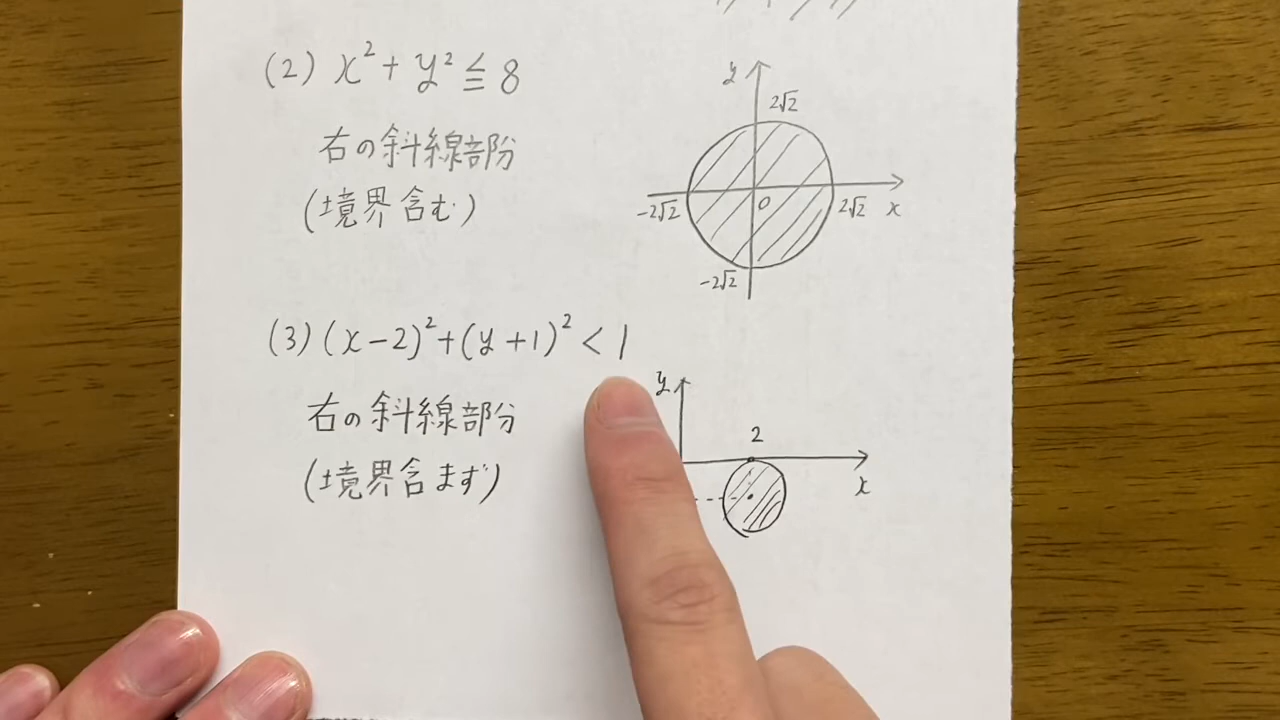 (2) x²+y²≦8
右の斜線部分
(境界含む)
y
2√2
-2√2
O
2√2
x
-2√2
(3) (x-2)²+(y+1)²<1
右の斜線部分
(境界含まず)
y
2
x